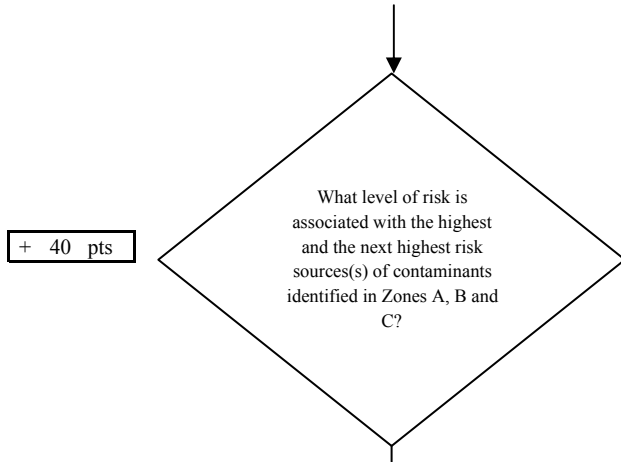 What level of risk is
associated with the highest
and the next highest risk
sources(s) of contaminants
identified in Zones A, B and
C?
+ 40 pts